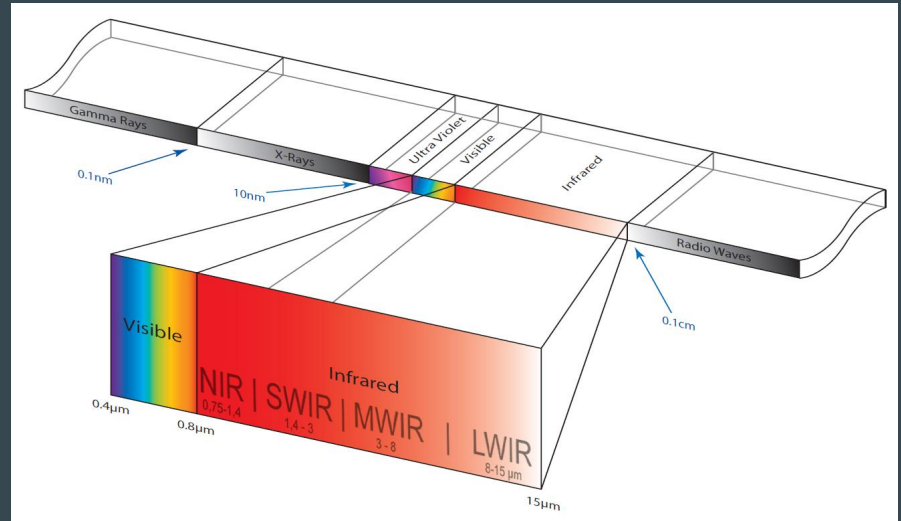 Gamma Rays
X-Rays
Ultra Violet
Visible
Infrared
Radio Waves
0.1nm
10nm
0.1cm
Visible
Infrared
NIR | SWIR | MWIR | LWIR
0,75-1,4
1,4 - 3
3 - 8
8-15 µm
0.4µm
0.8µm
15µm